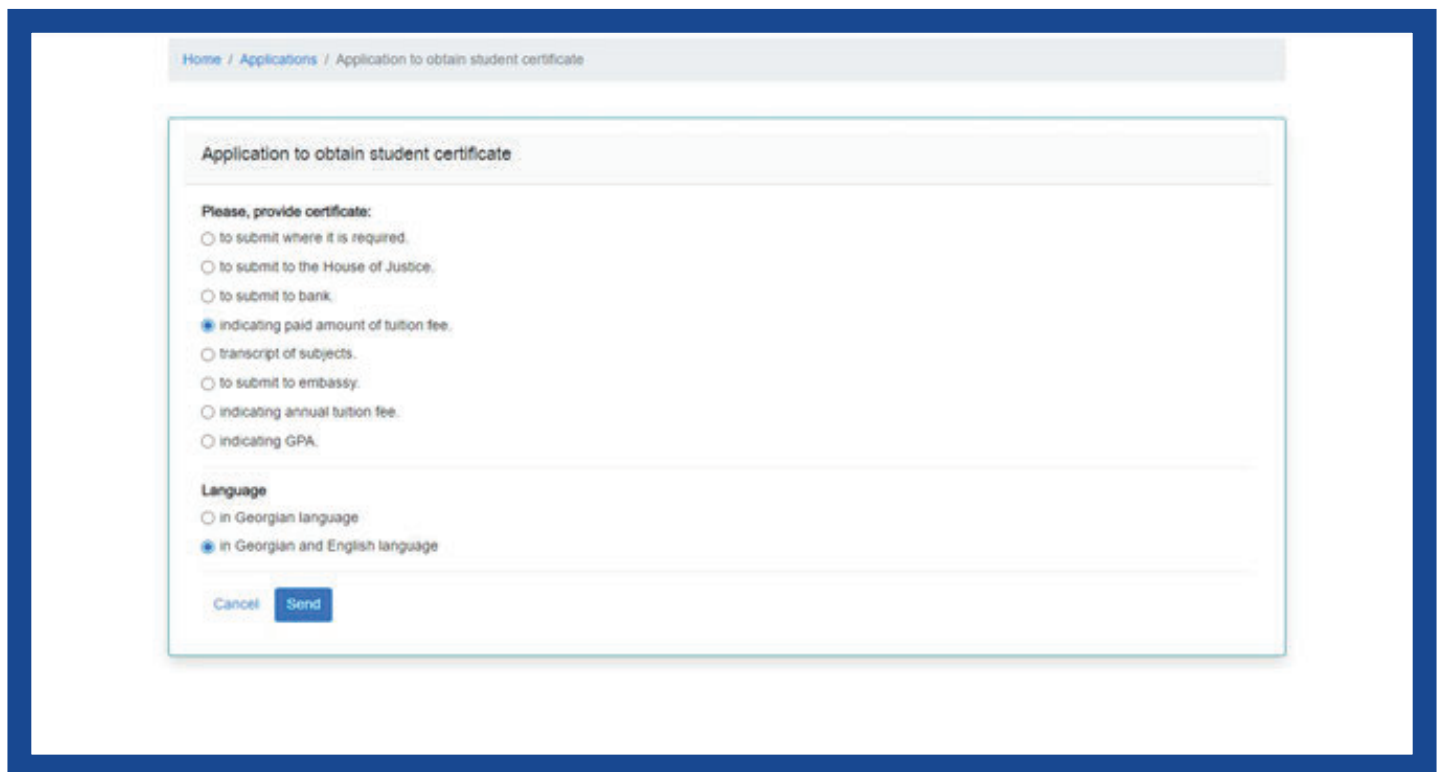 Home / Applications / Application to obtain student certificate
Application to obtain student certificate
Please, provide certificate:
to submit where it is required.
to submit to the House of Justice.
to submit to bank.
indicating paid amount of tuition fee.
transcript of subjects.
to submit to embassy.
indicating annual tuition fee.
indicating GPA.
Language
in Georgian language
in Georgian and English language
Cancel Send